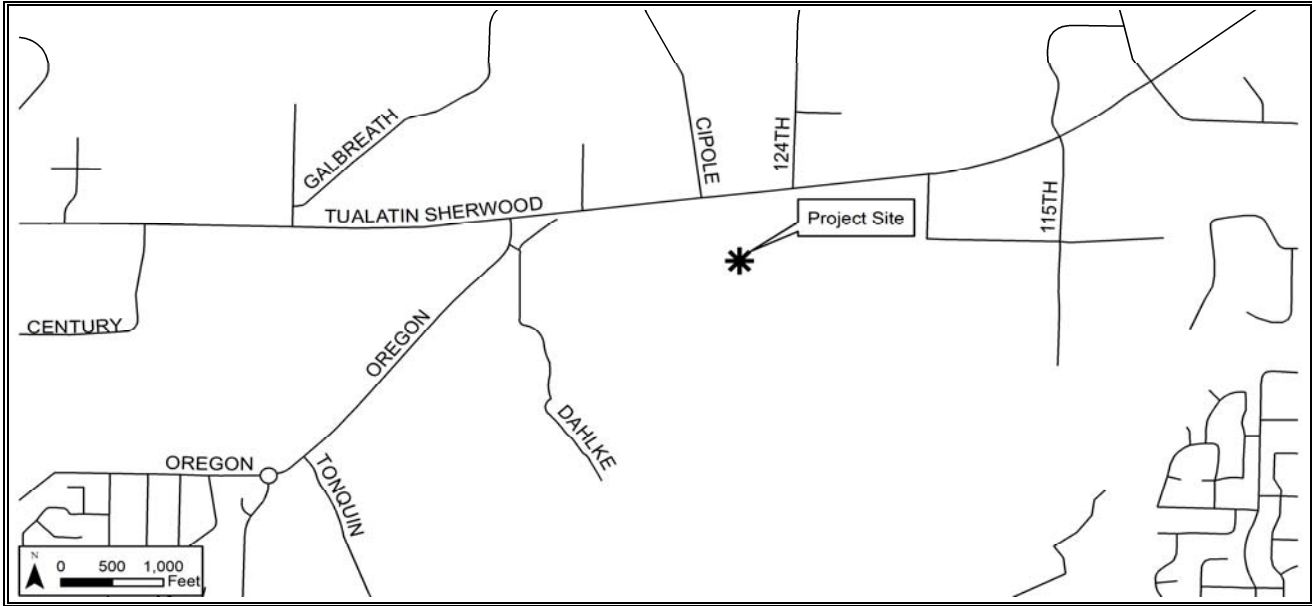 GALBREATH
CIPOLE
124TH
TUALATIN SHERWOOD
Project Site
115TH
CENTURY
OREGON
DAHLKE
OREGON
TONQUIN
N
0 500 1,000
Feet